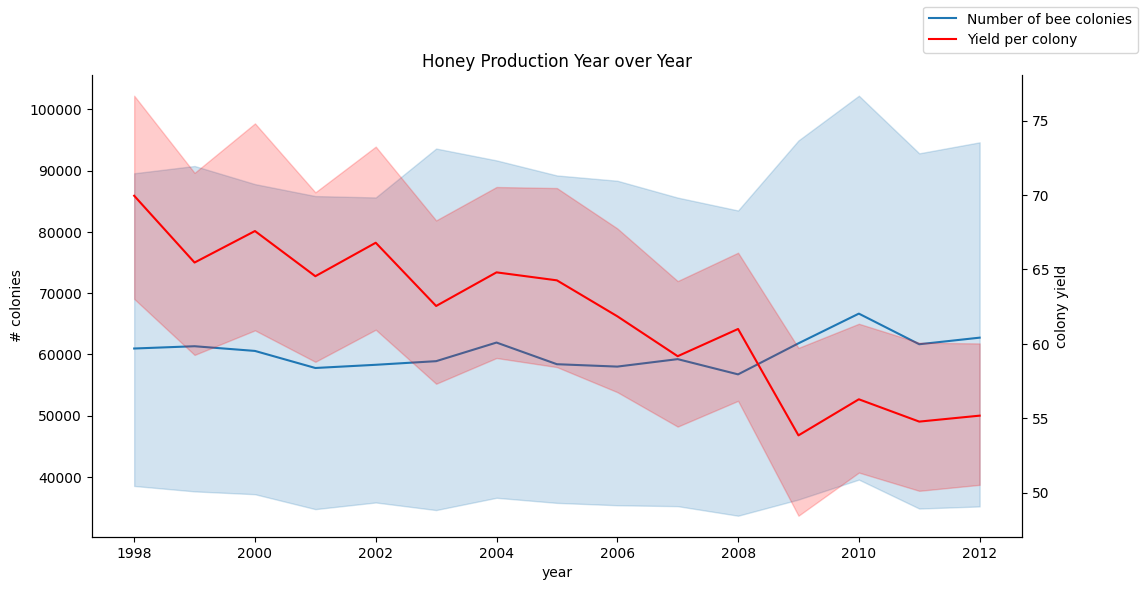 Number of bee colonies
Yield per colony
Honey Production Year over Year
# colonies
100000
90000
80000
70000
60000
50000
40000
75
70
65
60
55
50
colony yield
1998 2000 2002 2004 2006 2008 2010 2012
year